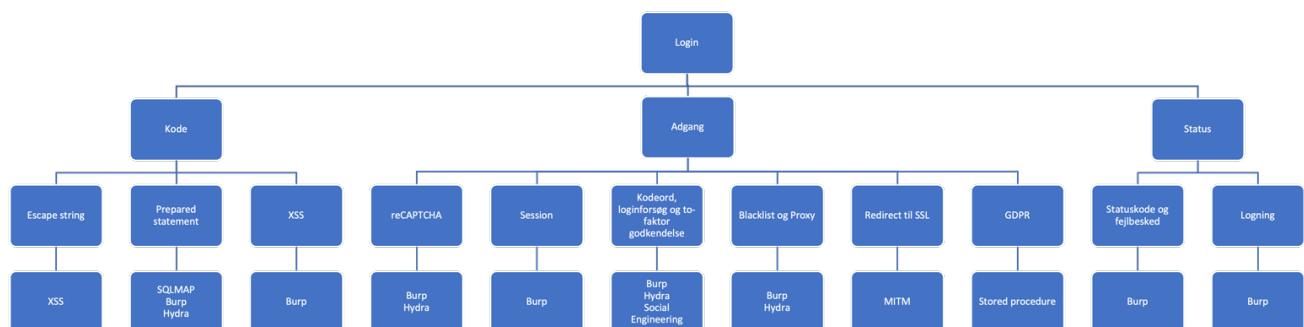 Login
Kode
Adgang
Status
Escape string
Prepared
statement
XSS
reCAPTCHA
Session
Kodeord,
loginforsøg og to-
faktor
godkendelse
Blacklist og Proxy
Redirect til SSL
GDPR
Statuskode og
fejlbesked
Logning
XSS
SQLMAP
Burp
Hydra
Burp
Burp
Hydra
Burp
Burp
Hydra
Social
Engineering
Burp
Hydra
MITM
Stored procedure
Burp
Burp